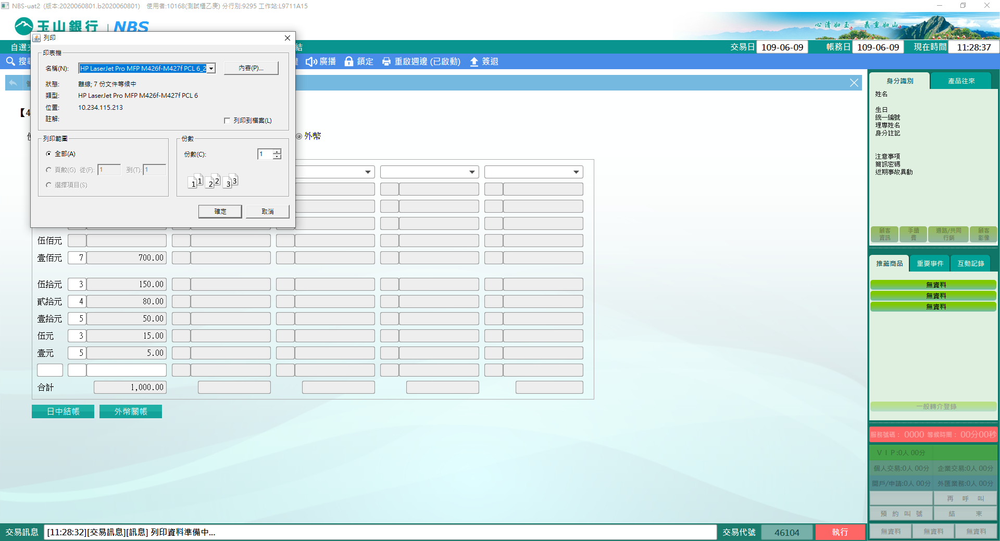 NBS-uat2 (版本:2020060801.b2020060801) 使用者:10168(測試櫃乙庚) 分行別:9295 工作站:L9711A15
玉山銀行 | NBS
心清如玉。義重如山。
列印
自選
結
交易日 109-06-09 帳務日 109-06-09 現在時間 11:28:37
搜
廣播 鎖定 重啟週邊 (已啟動) 簽退
印表機
名稱(N): HP LaserJet Pro MFP M426f-M427f PCL 6_2 內容(P)...
狀態: 離線; 7 份文件等候中
類型: HP LaserJet Pro MFP M426f-M427f PCL 6
位置: 10.234.115.213
註解:
列印到檔案(L)
【4
外幣
列印範圍
全部(A)
頁數(G) 從(F): 1 到(T): 1
選擇項目(S)
份數
份數(C): 1
1 1 2 2 3 3
確定 取消
伍佰元
壹佰元 7 700.00
伍拾元 3 150.00
貳拾元 4 80.00
壹拾元 5 50.00
伍元 3 15.00
壹元 5 5.00
合計 1,000.00
日中結帳 外幣關帳
身分識別 產品往來
姓名
生日
統一編號
理專姓名
身分註記
注意事項
簡訊密碼
近期事故異動
顧客資訊 手續費 通路/共同行銷 顧客影像
推薦商品 重要事件 互動記錄
無資料
無資料
無資料
一般轉介登錄
服務號碼: 0000 等候時間: 00分00秒
VIP:0人 00分
個人交易:0人 00分 企業交易:0人 00分
開戶/申請:0人 00分 外匯業務:0人 00分
再 呼 叫
預 約 叫 號 結 束
無資料 無資料 無資料
交易訊息 [11:28:32][交易訊息][訊息] 列印資料準備中... 交易代號 46104 執行